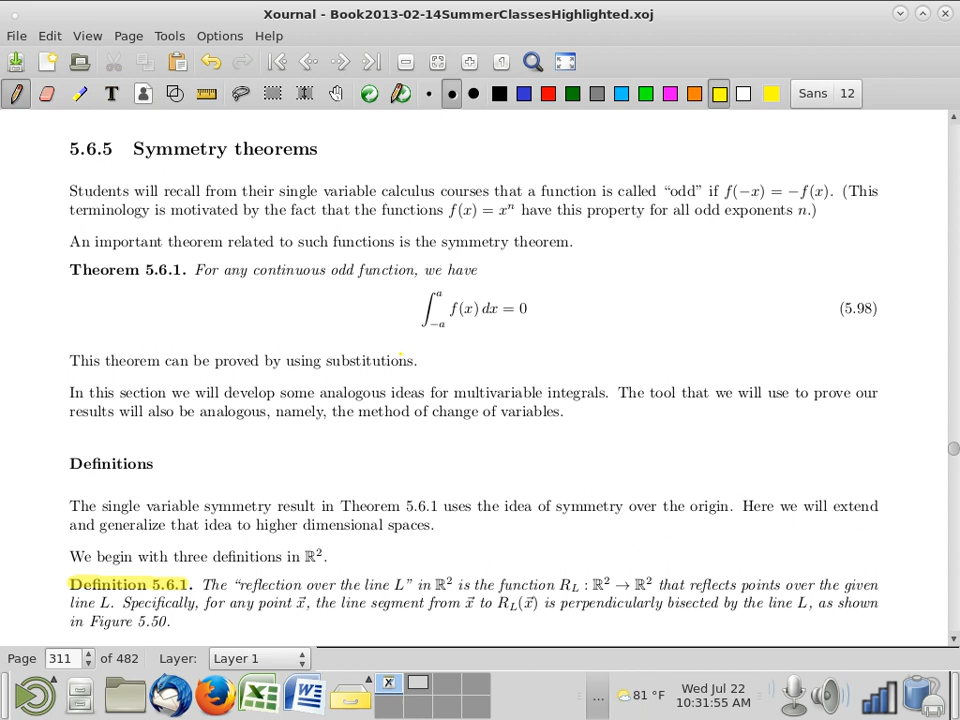 Xournal - Book2013-02-14SummerClassesHighlighted.xoj
File Edit View Page Tools Options Help
T Sans 12
5.6.5 Symmetry theorems
Students will recall from their single variable calculus courses that a function is called “odd” if f(−x) = −f(x). (This
terminology is motivated by the fact that the functions f(x) = xⁿ have this property for all odd exponents n.)
An important theorem related to such functions is the symmetry theorem.
Theorem 5.6.1. For any continuous odd function, we have
∫₋ₐᵃ f(x) dx = 0 (5.98)
This theorem can be proved by using substitutions.
In this section we will develop some analogous ideas for multivariable integrals. The tool that we will use to prove our
results will also be analogous, namely, the method of change of variables.
Definitions
The single variable symmetry result in Theorem 5.6.1 uses the idea of symmetry over the origin. Here we will extend
and generalize that idea to higher dimensional spaces.
We begin with three definitions in ℝ².
Definition 5.6.1. The “reflection over the line L” in ℝ² is the function R_L : ℝ² → ℝ² that reflects points over the given
line L. Specifically, for any point x⃗, the line segment from x⃗ to R_L(x⃗) is perpendicularly bisected by the line L, as shown
in Figure 5.50.
Page 311 of 482 Layer: Layer 1
... 81 °F Wed Jul 22
10:31:55 AM